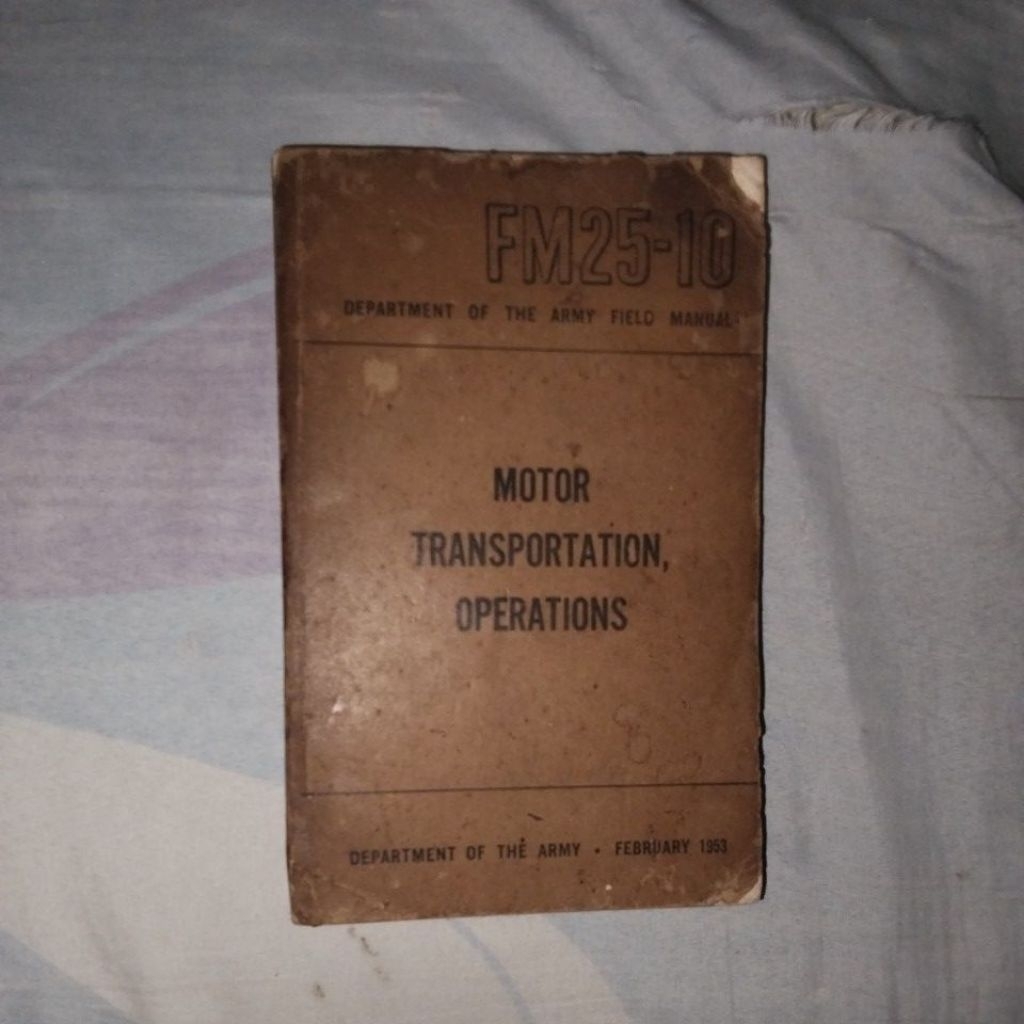 FM25-10
DEPARTMENT OF THE ARMY FIELD MANUAL
MOTOR
TRANSPORTATION,
OPERATIONS
DEPARTMENT OF THE ARMY • FEBRUARY 1953